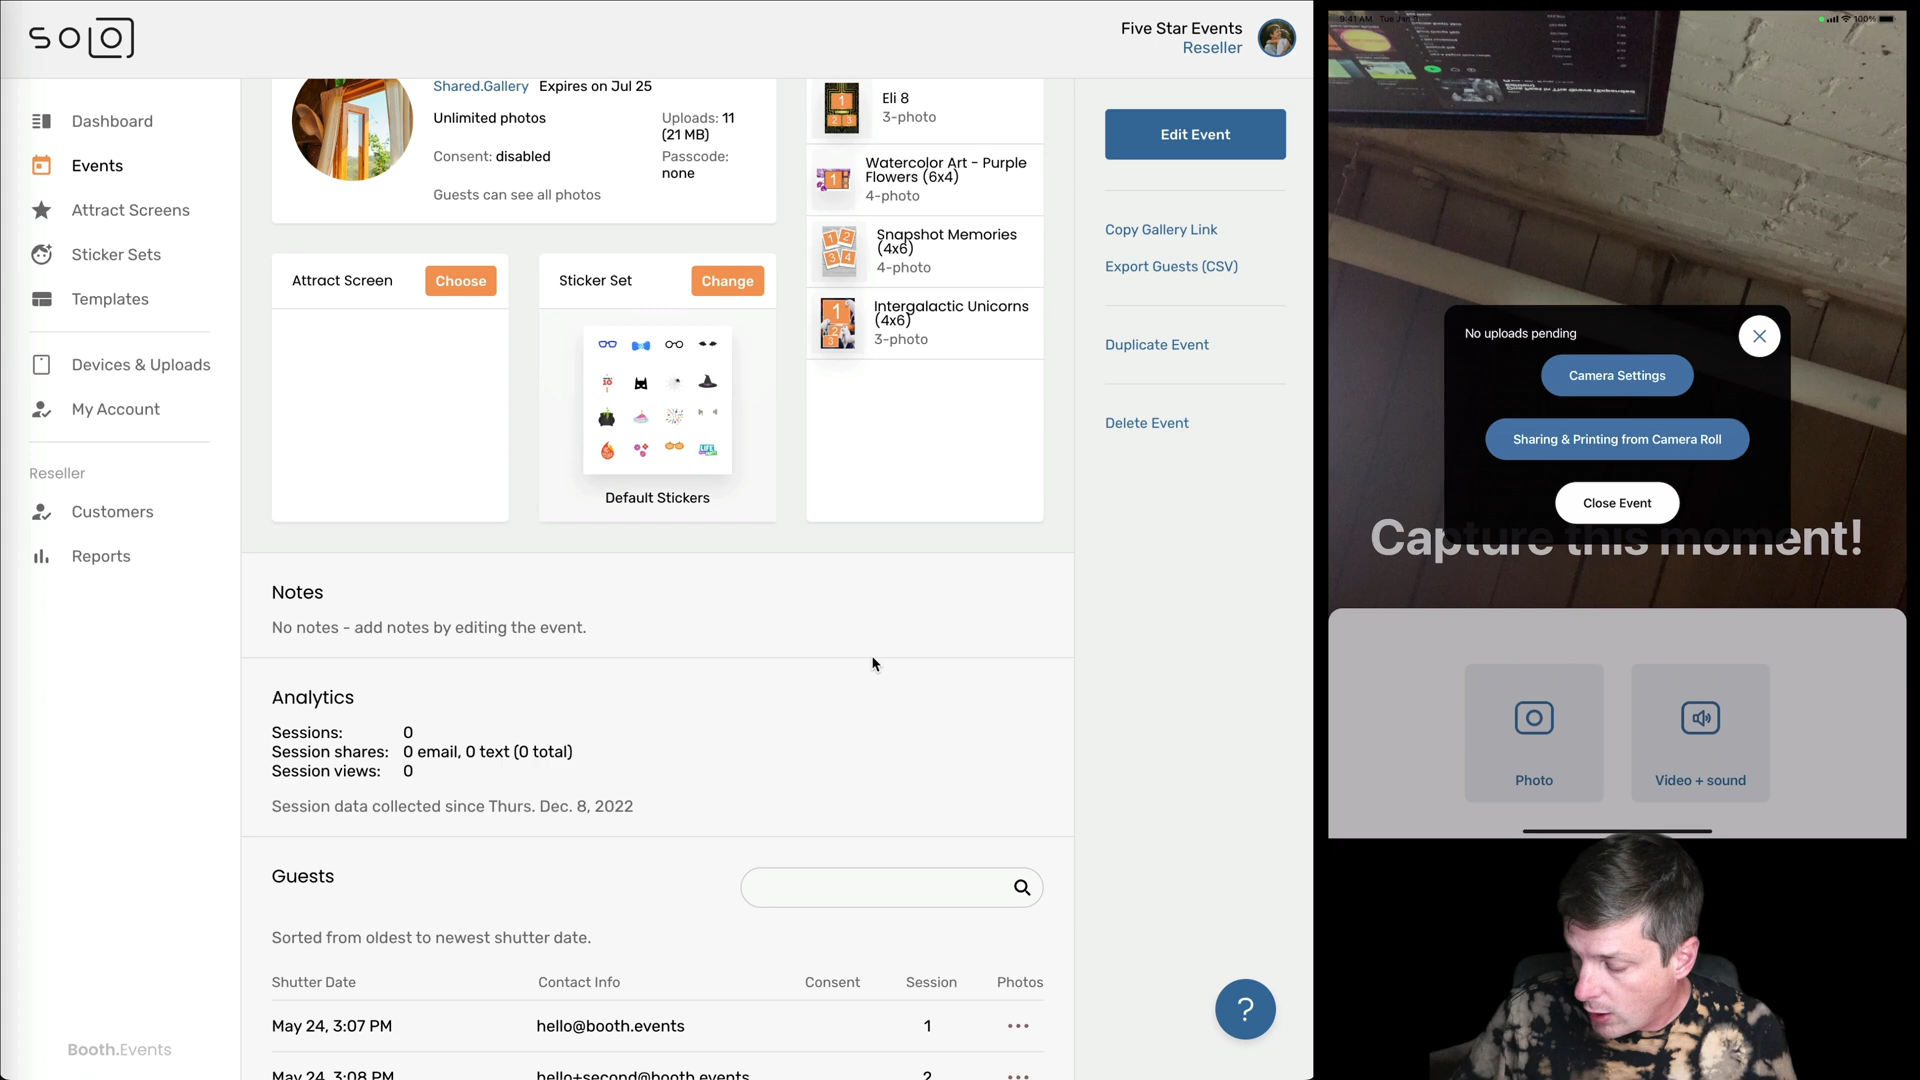 SOLO
Five Star Events
Reseller
Dashboard
Events
Attract Screens
Sticker Sets
Templates
Devices & Uploads
My Account
Reseller
Customers
Reports
Booth.Events
Shared.Gallery Expires on Jul 25
Unlimited photos
Uploads: 11
(21 MB)
Consent: disabled
Passcode:
none
Guests can see all photos
Attract Screen
Choose
Sticker Set
Change
Default Stickers
Eli 8
3-photo
Watercolor Art - Purple
Flowers (6x4)
4-photo
Snapshot Memories
(4x6)
4-photo
Intergalactic Unicorns
(4x6)
3-photo
Edit Event
Copy Gallery Link
Export Guests (CSV)
Duplicate Event
Delete Event
Notes
No notes - add notes by editing the event.
Analytics
Sessions: 0
Session shares: 0 email, 0 text (0 total)
Session views: 0
Session data collected since Thurs. Dec. 8, 2022
Guests
Sorted from oldest to newest shutter date.
Shutter Date Contact Info Consent Session Photos
May 24, 3:07 PM hello@booth.events 1
May 24, 3:08 PM hello+second@booth.events 2
?
9:41 AM Tue Jan
100%
No uploads pending
Camera Settings
Sharing & Printing from Camera Roll
Close Event
Capture this moment!
Photo
Video + sound